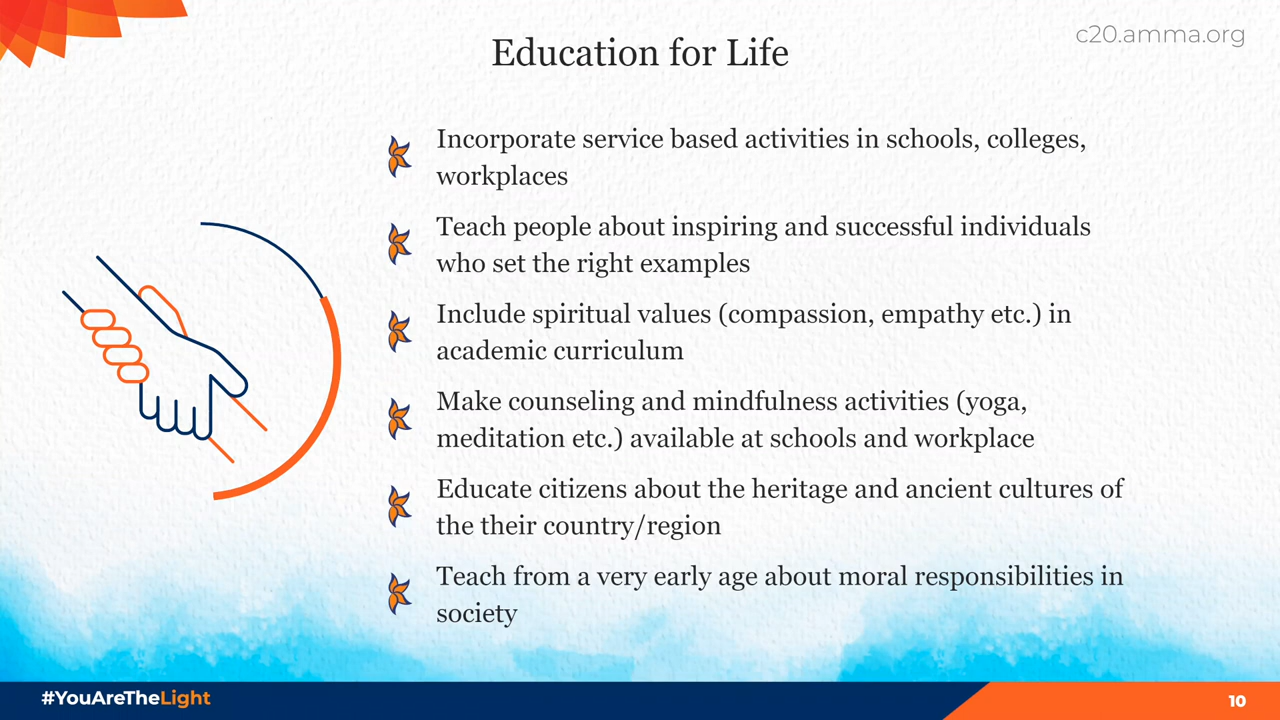 c20.amma.org
Education for Life
Incorporate service based activities in schools, colleges,
workplaces
Teach people about inspiring and successful individuals
who set the right examples
Include spiritual values (compassion, empathy etc.) in
academic curriculum
Make counseling and mindfulness activities (yoga,
meditation etc.) available at schools and workplace
Educate citizens about the heritage and ancient cultures of
the their country/region
Teach from a very early age about moral responsibilities in
society
#YouAreTheLight
10